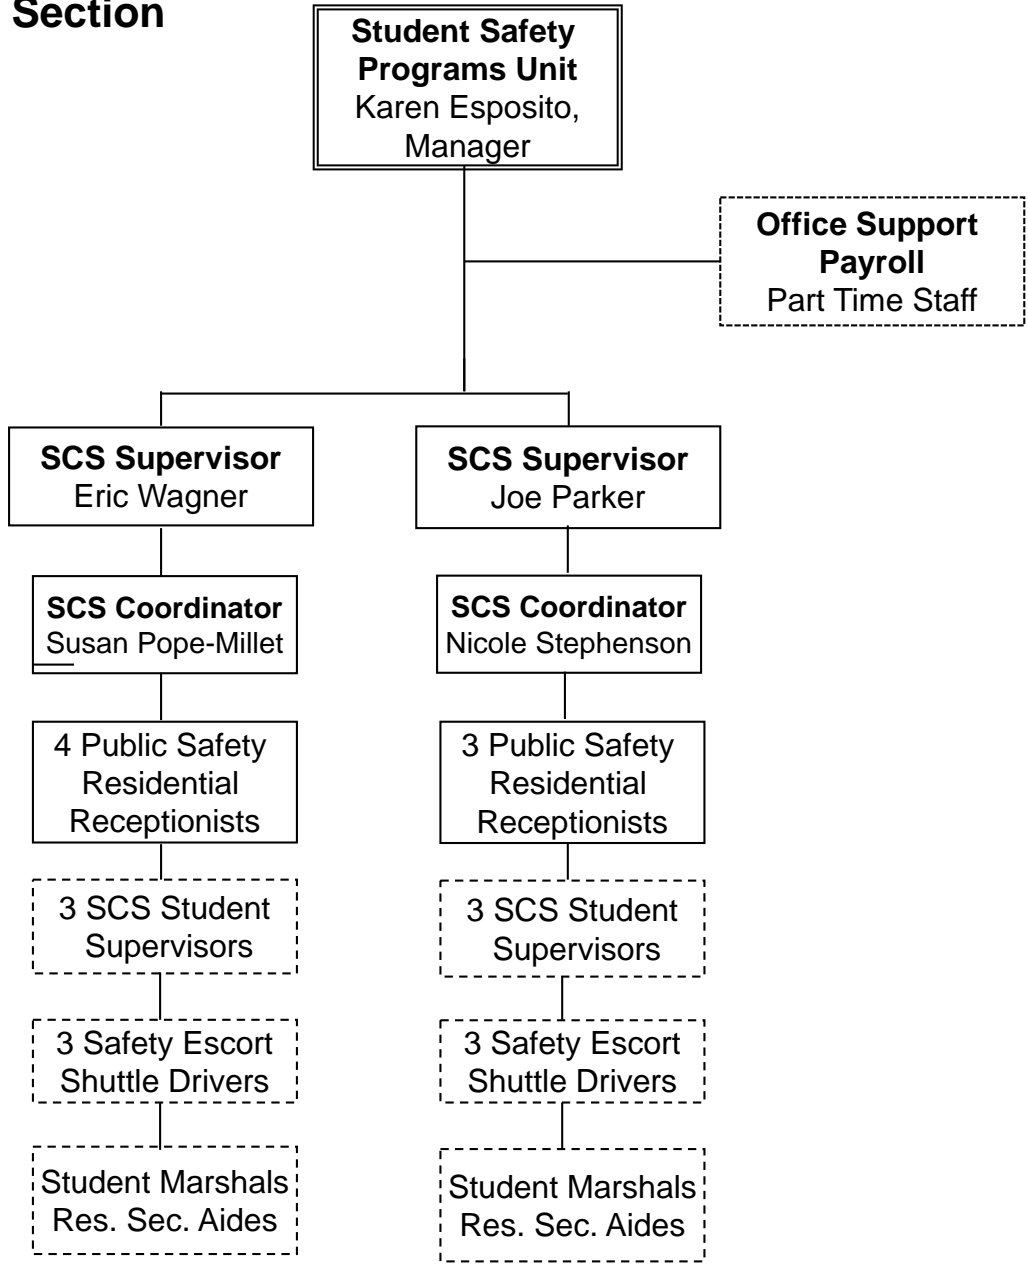 Section
Student Safety
Programs Unit
Karen Esposito,
Manager
Office Support
Payroll
Part Time Staff
SCS Supervisor
Eric Wagner
SCS Coordinator
Susan Pope-Millet
4 Public Safety
Residential
Receptionists
3 SCS Student
Supervisors
3 Safety Escort
Shuttle Drivers
Student Marshals
Res. Sec. Aides
SCS Supervisor
Joe Parker
SCS Coordinator
Nicole Stephenson
3 Public Safety
Residential
Receptionists
3 SCS Student
Supervisors
3 Safety Escort
Shuttle Drivers
Student Marshals
Res. Sec. Aides